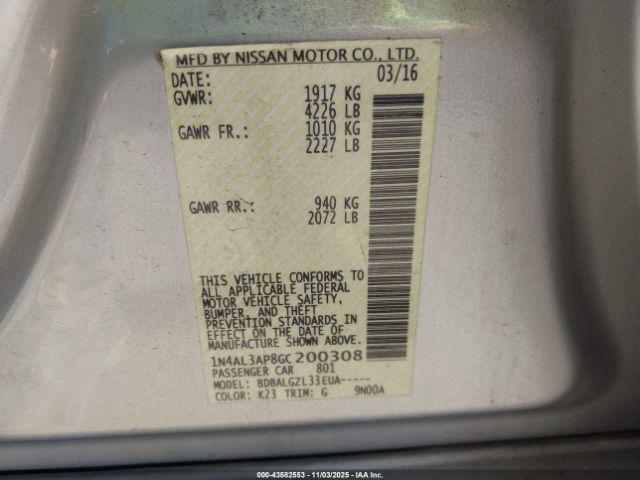 MFD BY NISSAN MOTOR CO., LTD.
DATE: 03/16
GVWR: 1917 KG
4226 LB
GAWR FR.: 1010 KG
2227 LB
GAWR RR.: 940 KG
2072 LB
THIS VEHICLE CONFORMS TO
ALL APPLICABLE FEDERAL
MOTOR VEHICLE SAFETY,
BUMPER, AND THEFT
PREVENTION STANDARDS IN
EFFECT ON THE DATE OF
MANUFACTURE SHOWN ABOVE.
1N4AL3AP8GC200308
PASSENGER CAR 801
MODEL: BDBALGZL33EUA-----
COLOR: K23 TRIM: G 9N00A
000-43582553 | 11/03/2025 - IAAI.COM